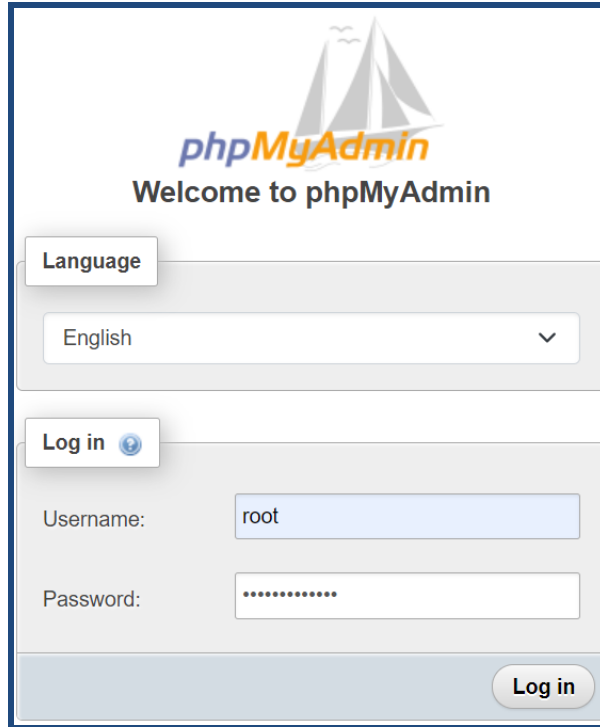 phpMyAdmin
Welcome to phpMyAdmin
Language
English
Log in
Username: root
Password: •••••••••••••
Log in